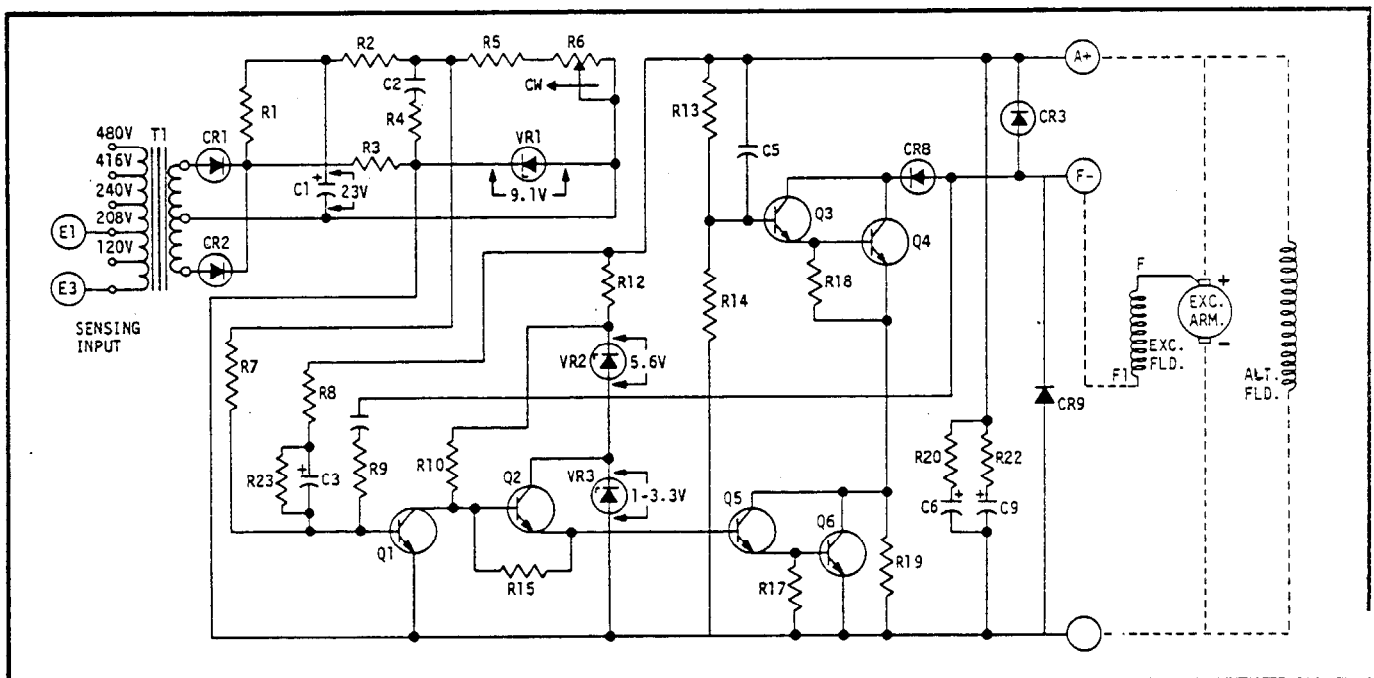 R2
R5
R6
A+
C2
CW
R1
R13
CR3
R4
480V
T1
CR1
C5
416V
R3
VR1
CR8
240V
C1
+
23V
9.1V
F-
208V
Q3
E1
120V
CR2
Q4
E3
R12
R18
F
+
EXC.
ARM.
-
SENSING
INPUT
R14
EXC.
FLD.
R7
VR2
5.6V
F1
ALT.
FLD.
R8
CR9
R23
+
C3
R9
R10
Q2
VR3
1-3.3V
R20
R22
Q5
Q6
+
C6
+
C9
Q1
R15
R17
R19